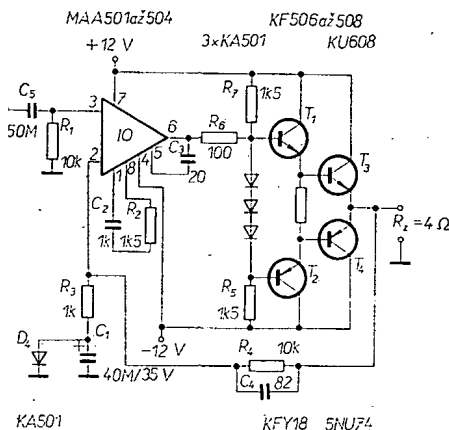 MAA501až504 KF506až508
+12 V 3×KA501 KU608
C5 3 7 R7 1k5 T1
50M R1 IO 6 R6 T3
10k 2 1 8 4 5 C3 100
C2 R2 20 Rz = 4 Ω
1k 1k5
R3 T2 T4
1k R5
D4 + C1 1k5
−12 V R4 10k
40M/35 V C4 82
KA501 KFY18 5NU74